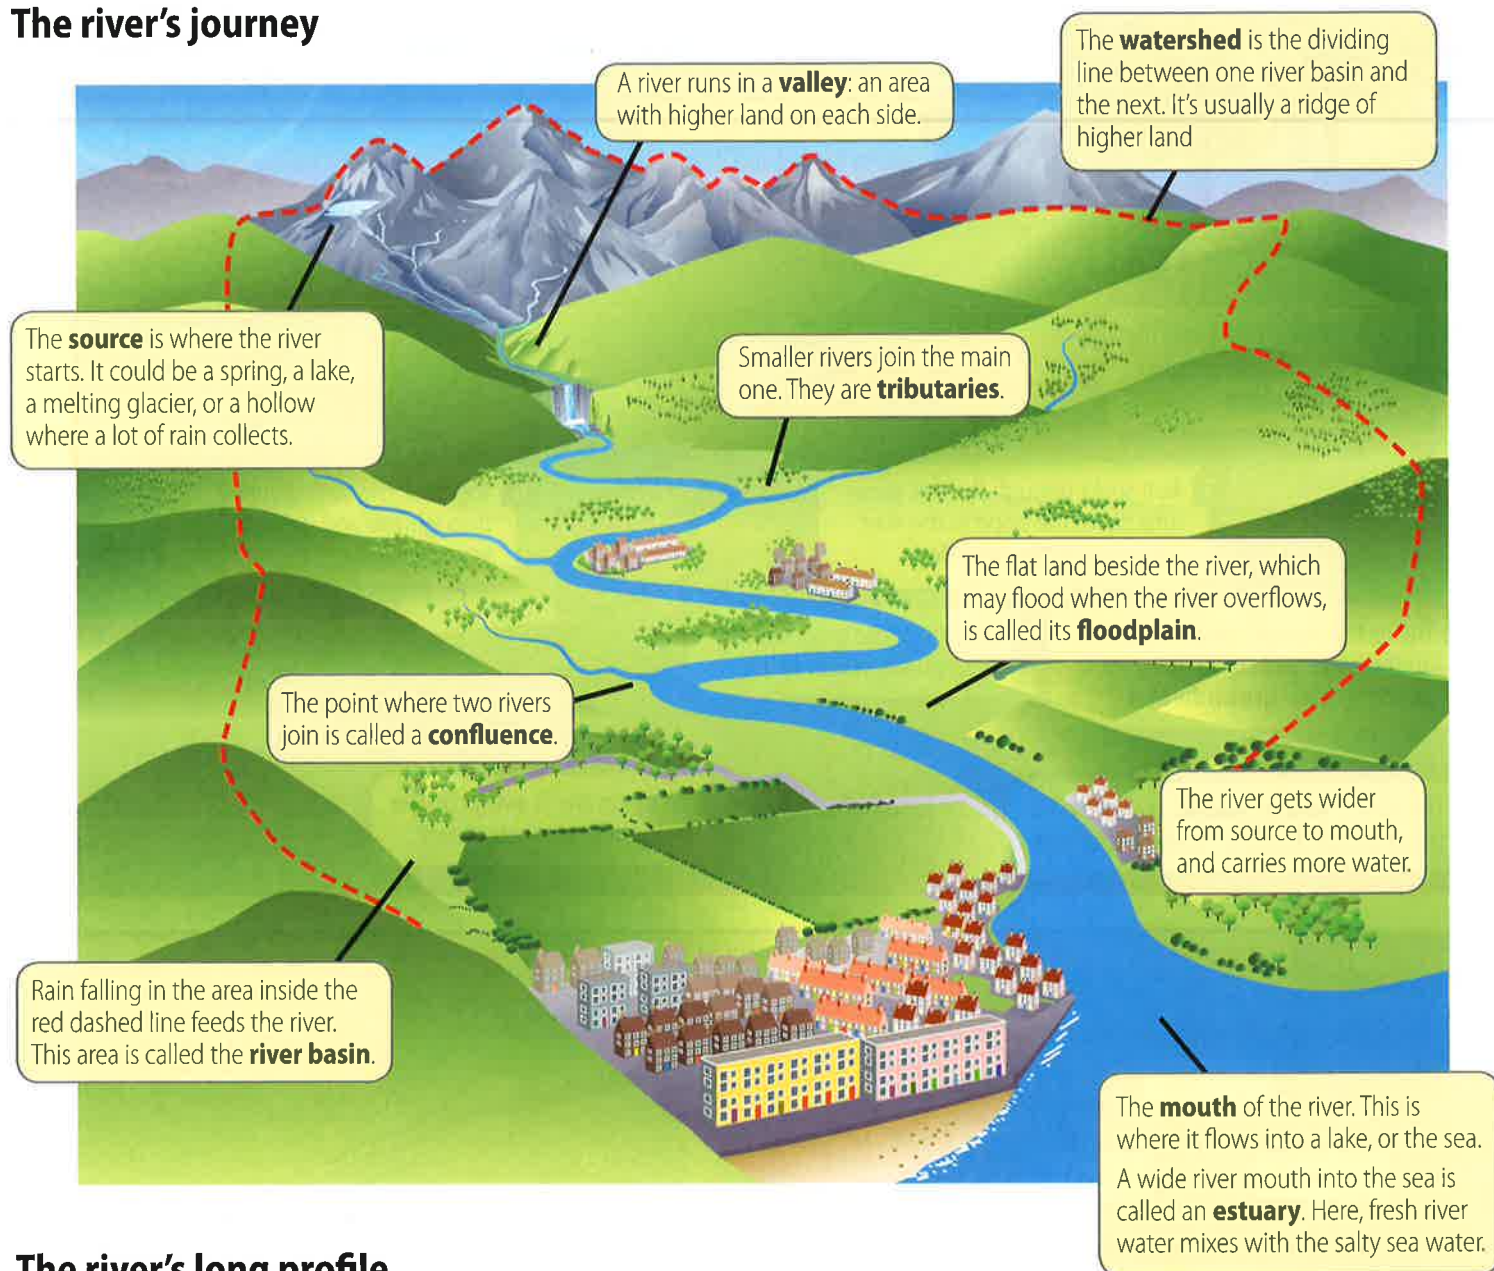 The river's journey
A river runs in a valley: an area
with higher land on each side.
The watershed is the dividing
line between one river basin and
the next. It's usually a ridge of
higher land
The source is where the river
starts. It could be a spring, a lake,
a melting glacier, or a hollow
where a lot of rain collects.
Smaller rivers join the main
one. They are tributaries.
The flat land beside the river, which
may flood when the river overflows,
is called its floodplain.
The point where two rivers
join is called a confluence.
The river gets wider
from source to mouth,
and carries more water.
Rain falling in the area inside the
red dashed line feeds the river.
This area is called the river basin.
The mouth of the river. This is
where it flows into a lake, or the sea.
A wide river mouth into the sea is
called an estuary. Here, fresh river
water mixes with the salty sea water.
The river's long profile